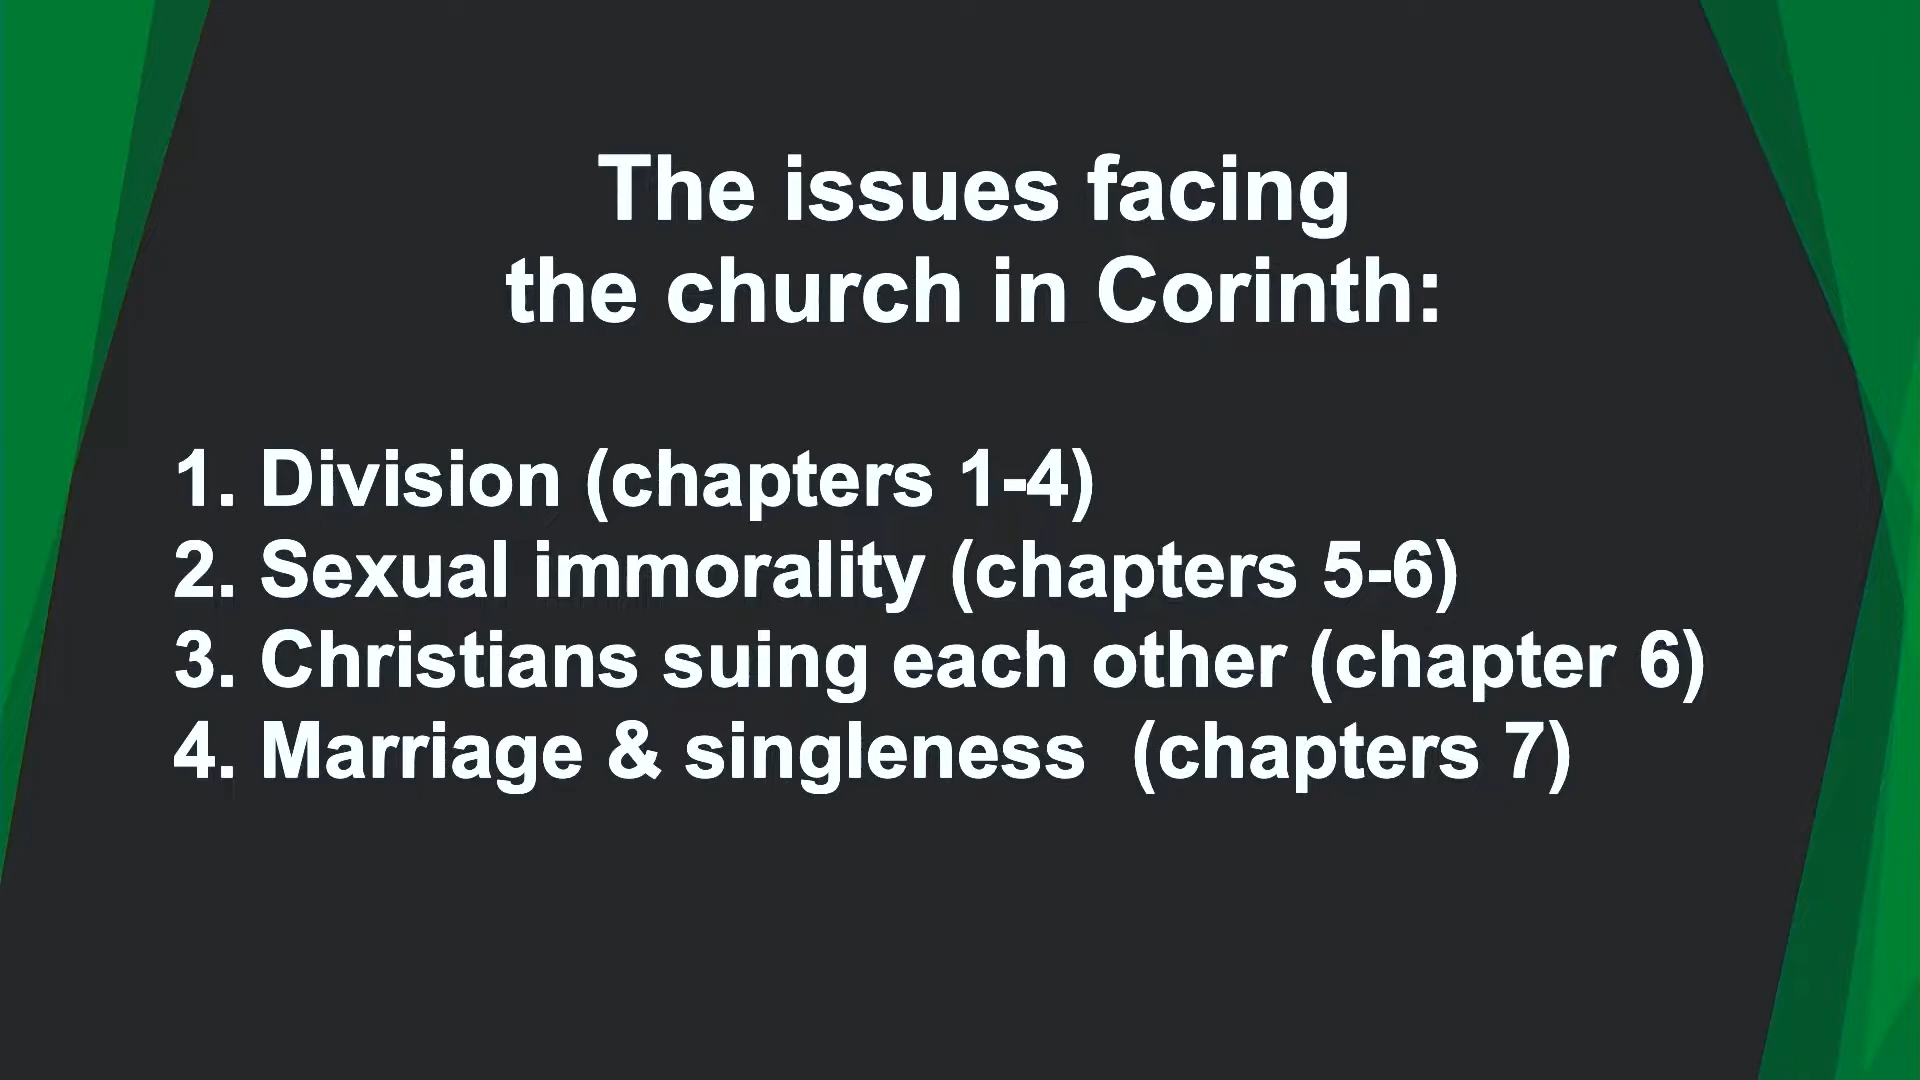 The issues facing
the church in Corinth:
1. Division (chapters 1-4)
2. Sexual immorality (chapters 5-6)
3. Christians suing each other (chapter 6)
4. Marriage & singleness  (chapters 7)